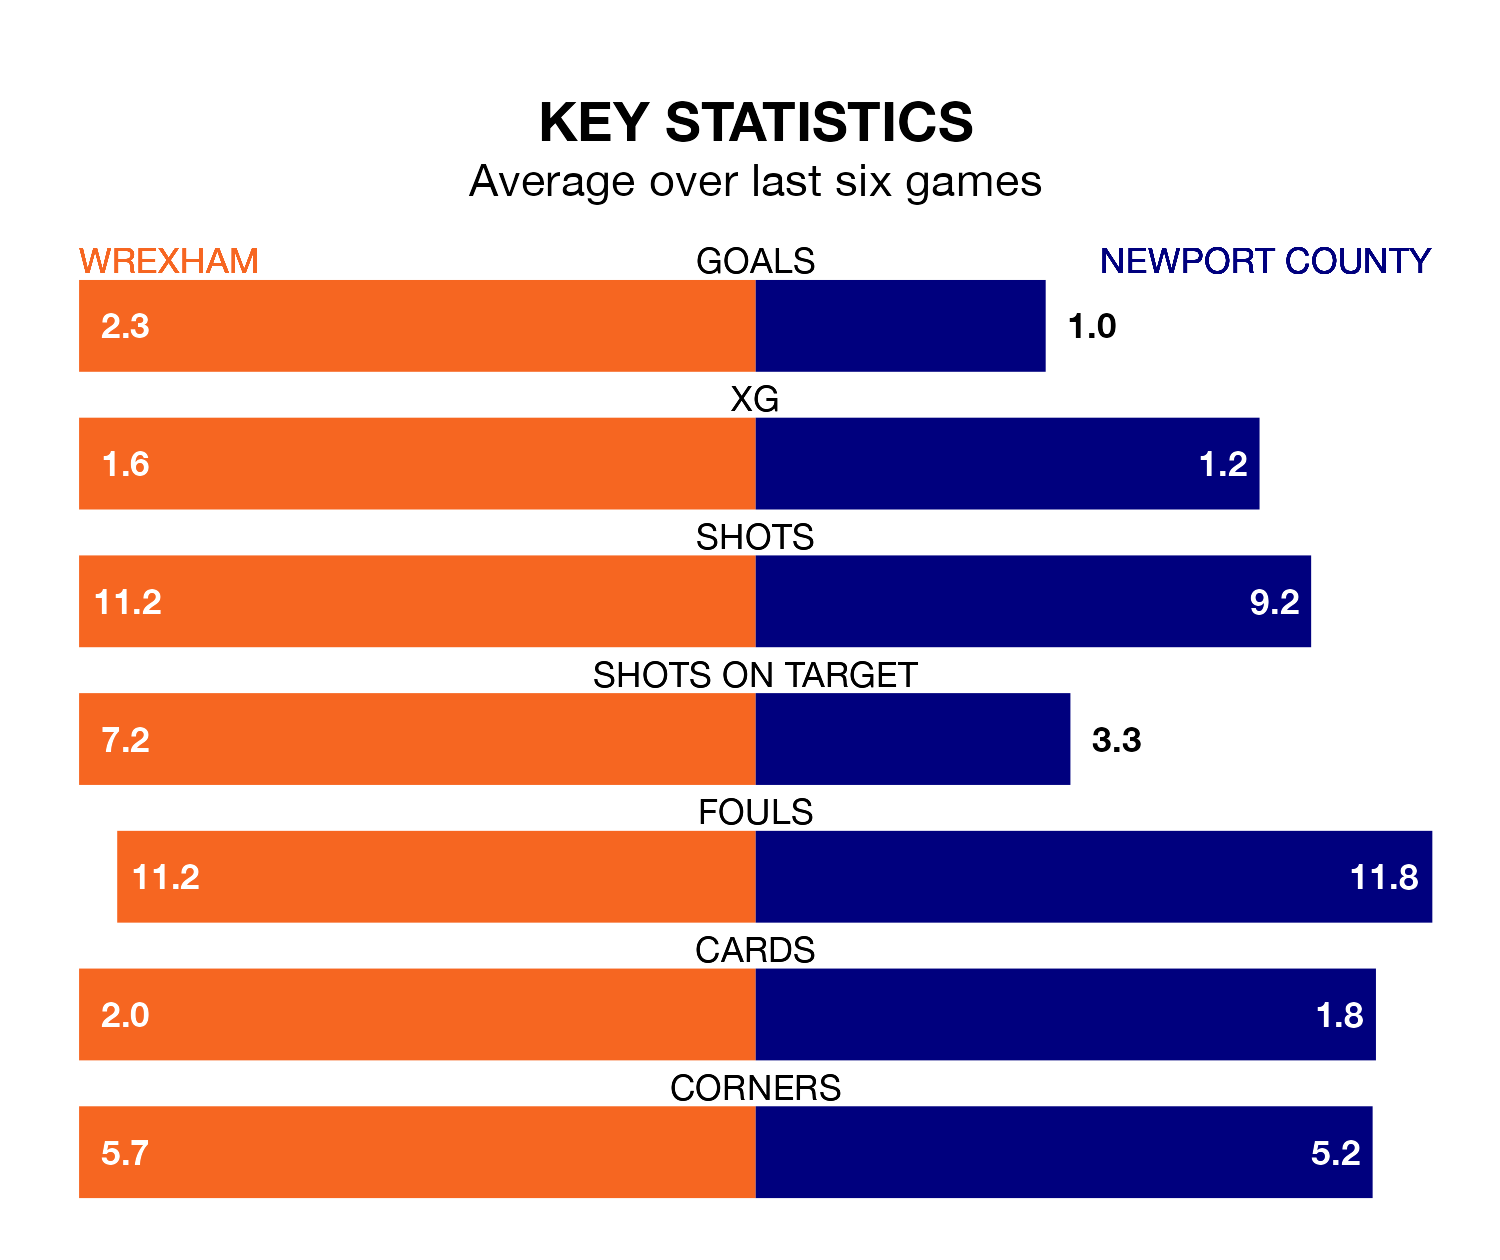 KEY STATISTICS
Average over last six games
WREXHAM GOALS NEWPORT COUNTY
2.3 1.0
XG
1.6 1.2
SHOTS
11.2 9.2
SHOTS ON TARGET
7.2 3.3
FOULS
11.2 11.8
CARDS
2.0 1.8
CORNERS
5.7 5.2